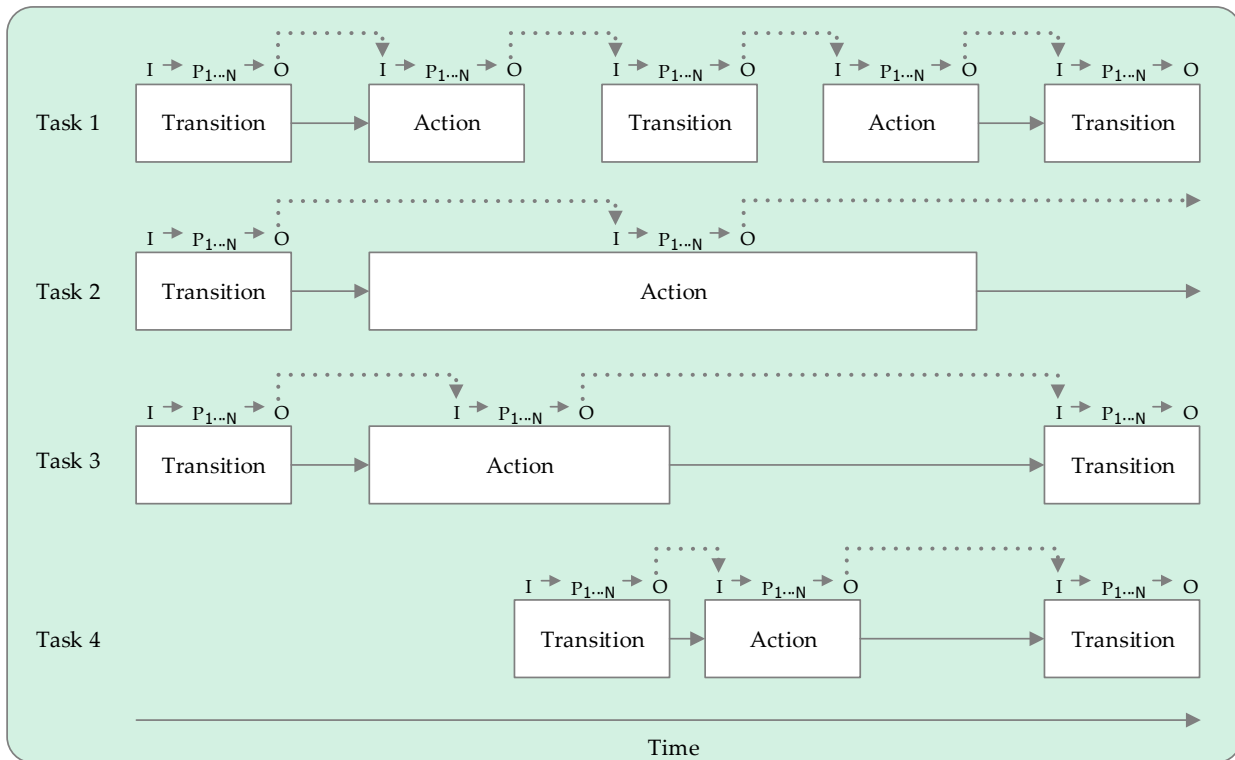 I P1...N O I P1...N O I P1...N O I P1...N O I P1...N O
Task 1 Transition Action Transition Action Transition
I P1...N O I P1...N O
Task 2 Transition Action
I P1...N O I P1...N O I P1...N O
Task 3 Transition Action Transition
I P1...N O I P1...N O I P1...N O
Task 4 Transition Action Transition
Time